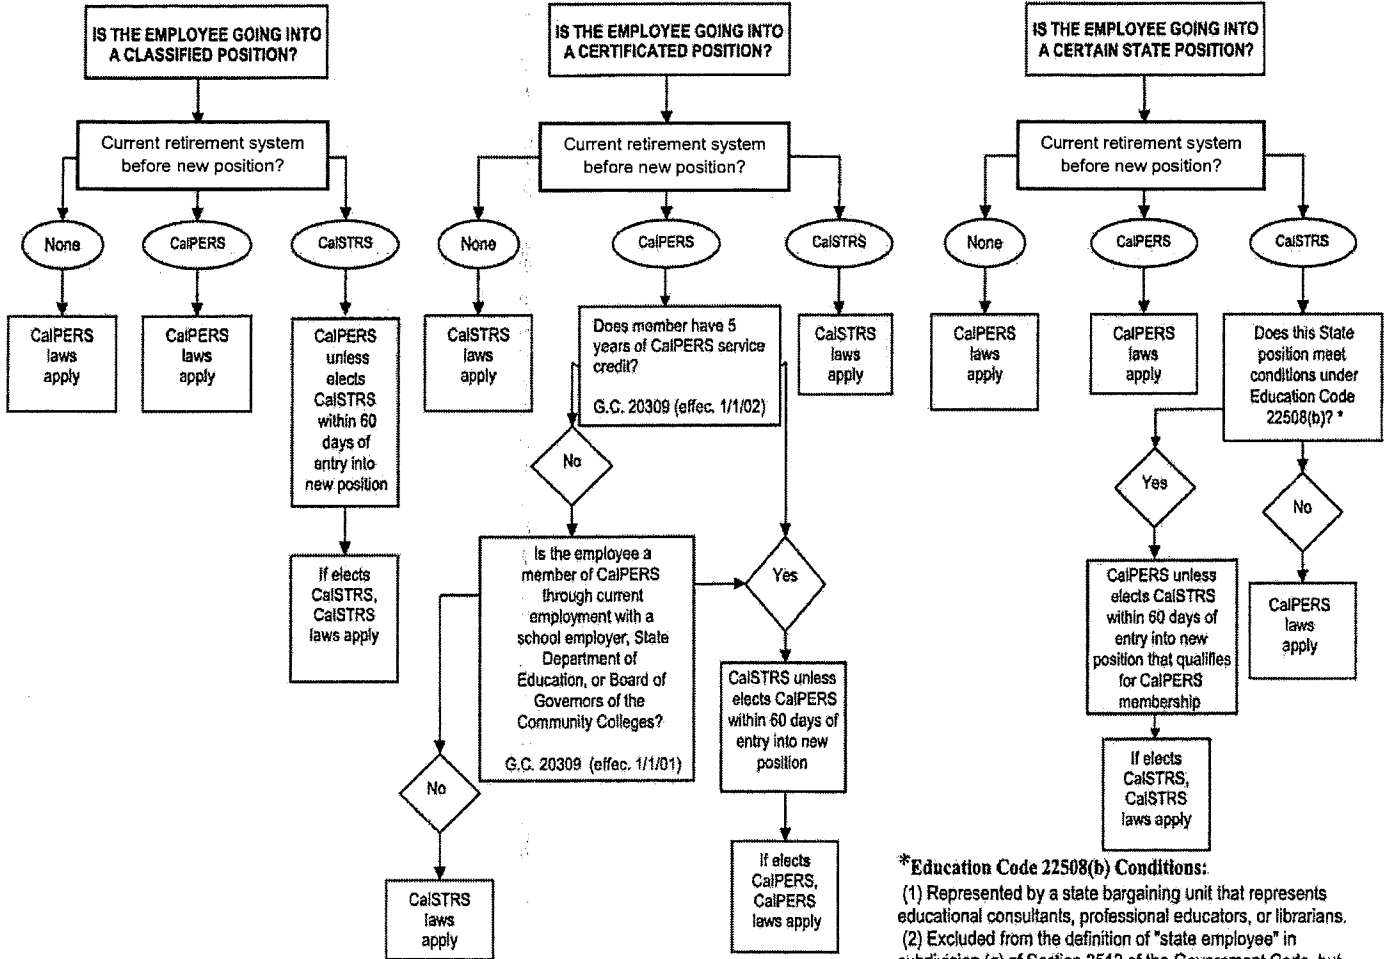 IS THE EMPLOYEE GOING INTO
A CLASSIFIED POSITION?
Current retirement system
before new position?
None
CalPERS
CalSTRS
CalPERS
laws
apply
CalPERS
laws
apply
CalPERS
unless
elects
CalSTRS
within 60
days of
entry into
new position
If elects
CalSTRS,
CalSTRS
laws apply
IS THE EMPLOYEE GOING INTO
A CERTIFICATED POSITION?
Current retirement system
before new position?
None
CalPERS
CalSTRS
CalSTRS
laws
apply
Does member have 5
years of CalPERS service
credit?
G.C. 20309 (effec. 1/1/02)
CalSTRS
laws
apply
No
Is the employee a
member of CalPERS
through current
employment with a
school employer, State
Department of
Education, or Board of
Governors of the
Community Colleges?
G.C. 20309 (effec. 1/1/01)
Yes
CalSTRS unless
elects CalPERS
within 60 days of
entry into new
position
If elects
CalPERS,
CalPERS
laws apply
No
CalSTRS
laws
apply
IS THE EMPLOYEE GOING INTO
A CERTAIN STATE POSITION?
Current retirement system
before new position?
None
CalPERS
CalSTRS
CalPERS
laws
apply
CalPERS
laws
apply
Does this State
position meet
conditions under
Education Code
22508(b)? *
Yes
No
CalPERS unless
elects CalSTRS
within 60 days of
entry into new
position that qualifies
for CalPERS
membership
CalPERS
laws
apply
If elects
CalSTRS,
CalSTRS
laws apply
*Education Code 22508(b) Conditions:
(1) Represented by a state bargaining unit that represents
educational consultants, professional educators, or librarians.
(2) Excluded from the definition of "state employee" in
subdivision (c) of Section 3513 of the Government Code, but